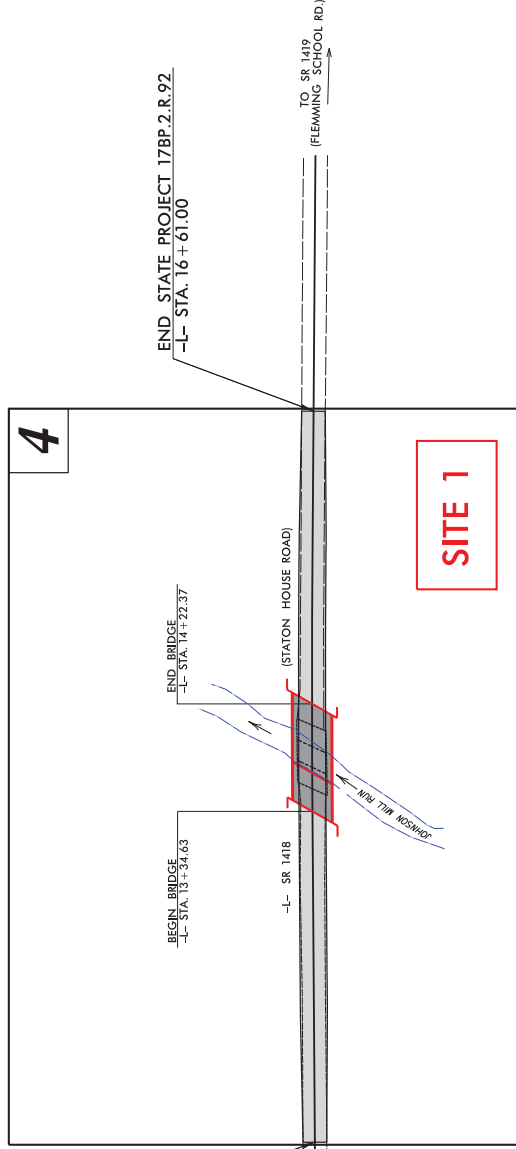 TO SR 1419
(FLEMMING SCHOOL RD.)
END STATE PROJECT 17BP.2.R.92
-L- STA. 16 + 61.00
4
SITE 1
(STATON HOUSE ROAD)
END BRIDGE
-L- STA. 14 + 22.37
BEGIN BRIDGE
-L- STA. 13 + 34.63
-L- SR 1418
JOHNSON MILL RUN